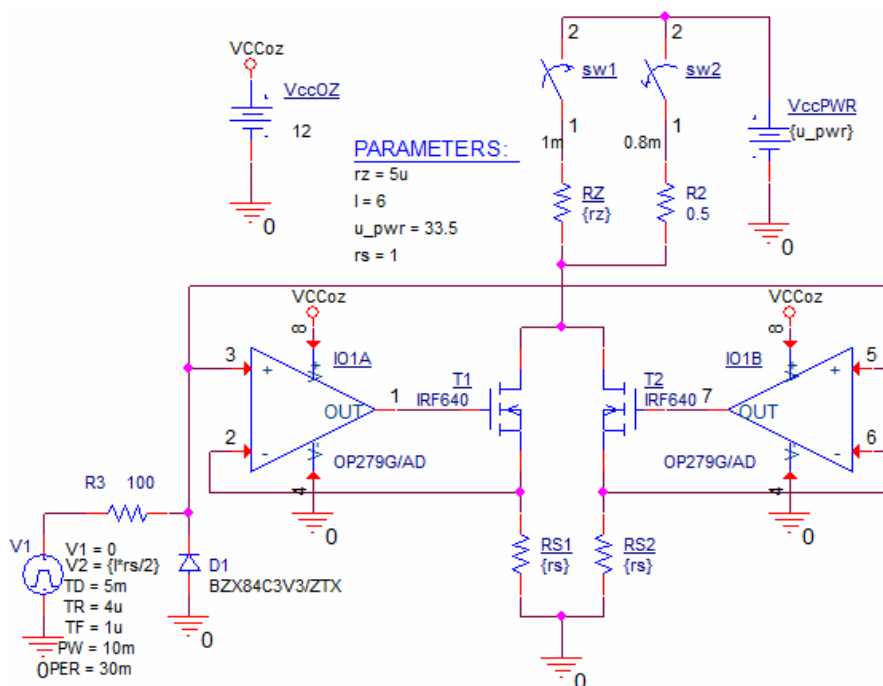 2
2
VCCoz
sw1
sw2
VccOZ
VccPWR
12
1
1
{u_pwr}
1m
0.8m
PARAMETERS:
rz = 5u
I = 6
u_pwr = 33.5
rs = 1
RZ
{rz}
R2
0.5
0
0
VCCoz
VCCoz
8
8
3
+
V+
IO1A
T1
T2
IO1B
V+
+
5
OUT
1
IRF640
IRF640
7
OUT
2
-
V-
OP279G/AD
OP279G/AD
V-
-
6
4
4
R3
100
0
0
V1
V1 = 0
V2 = {I*rs/2}
TD = 5m
TR = 4u
TF = 1u
PW = 10m
PER = 30m
0
D1
BZX84C3V3/ZTX
0
RS1
{rs}
RS2
{rs}
0